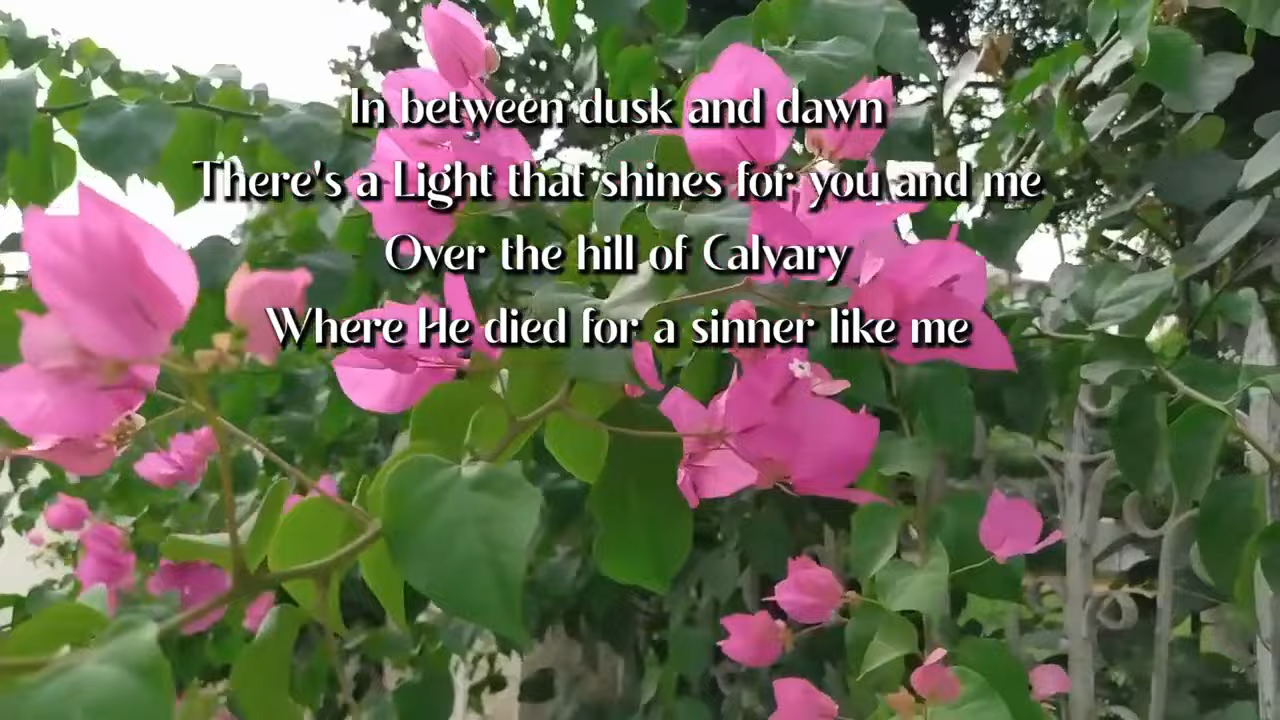 In between dusk and dawn
There's a Light that shines for you and me
Over the hill of Calvary
Where He died for a sinner like me